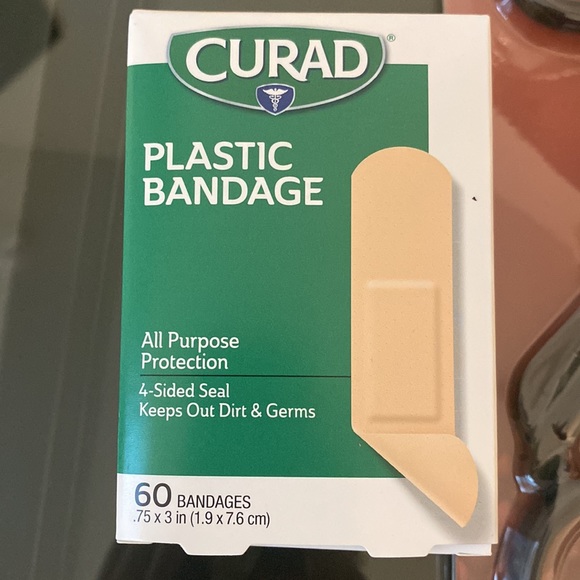 CURAD®
PLASTIC
BANDAGE
All Purpose
Protection
4-Sided Seal
Keeps Out Dirt & Germs
60 BANDAGES
.75 x 3 in (1.9 x 7.6 cm)